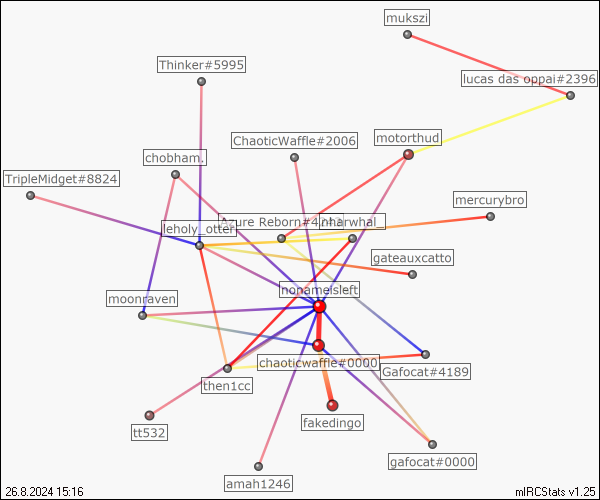 mukszi
Thinker#5995
lucas das oppai#2396
ChaoticWaffle#2006
motorthud
chobham.
TripleMidget#8824
mercurybro
leholy_otter
Azure Reborn#4
nharwhal_
gateauxcatto
nonameisleft
moonraven
chaoticwaffle#0000
Gafocat#4189
then1cc
fakedingo
tt532
gafocat#0000
amah1246
26.8.2024 15:16
mIRCStats v1.25